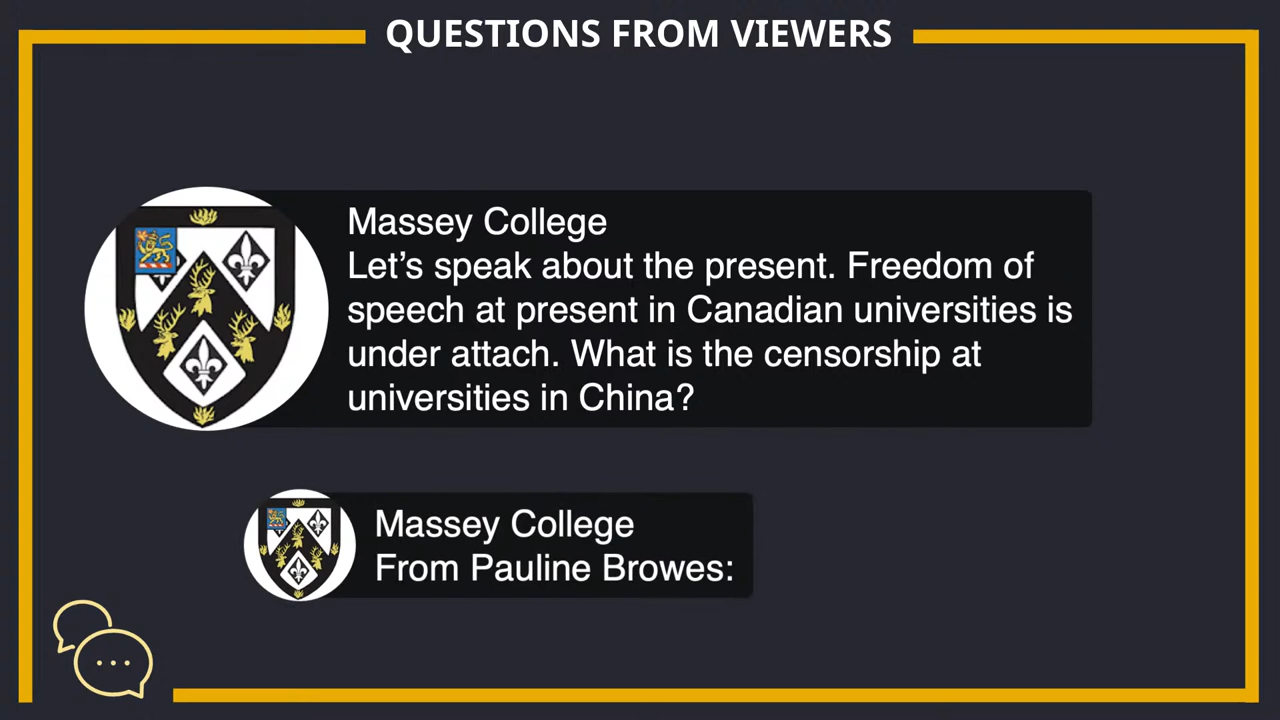 QUESTIONS FROM VIEWERS
Massey College
Let’s speak about the present. Freedom of
speech at present in Canadian universities is
under attach. What is the censorship at
universities in China?
Massey College
From Pauline Browes: